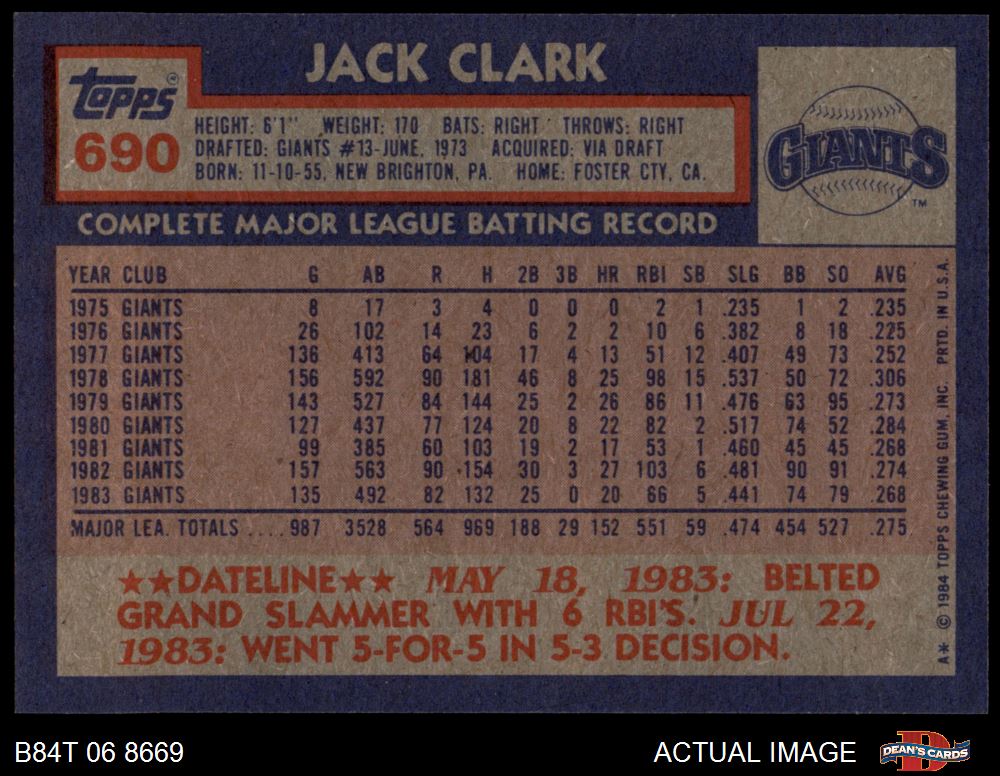 JACK CLARK
Topps®
690
HEIGHT: 6'1" WEIGHT: 170 BATS: RIGHT THROWS: RIGHT
DRAFTED: GIANTS #13-JUNE, 1973 ACQUIRED: VIA DRAFT
BORN: 11-10-55, NEW BRIGHTON, PA. HOME: FOSTER CTY, CA.
GIANTS
TM
COMPLETE MAJOR LEAGUE BATTING RECORD
YEAR CLUB G AB R H 2B 3B HR RBI SB SLG BB SO AVG
1975 GIANTS 8 17 3 4 0 0 0 2 1 .235 1 2 .235
1976 GIANTS 26 102 14 23 6 2 2 10 6 .382 8 18 .225
1977 GIANTS 136 413 64 104 17 4 13 51 12 .407 49 73 .252
1978 GIANTS 156 592 90 181 46 8 25 98 15 .537 50 72 .306
1979 GIANTS 143 527 84 144 25 2 26 86 11 .476 63 95 .273
1980 GIANTS 127 437 77 124 20 8 22 82 2 .517 74 52 .284
1981 GIANTS 99 385 60 103 19 2 17 53 1 .460 45 45 .268
1982 GIANTS 157 563 90 154 30 3 27 103 6 .481 90 91 .274
1983 GIANTS 135 492 82 132 25 0 20 66 5 .441 74 79 .268
MAJOR LEA. TOTALS .... 987 3528 564 969 188 29 152 551 59 .474 454 527 .275
★★DATELINE★★ MAY 18, 1983: BELTED
GRAND SLAMMER WITH 6 RBI'S. JUL 22,
1983: WENT 5-FOR-5 IN 5-3 DECISION.
A* © 1984 TOPPS CHEWING GUM, INC. PRTD. IN U.S.A.
B84T 06 8669
ACTUAL IMAGE
D
DEAN'S CARDS